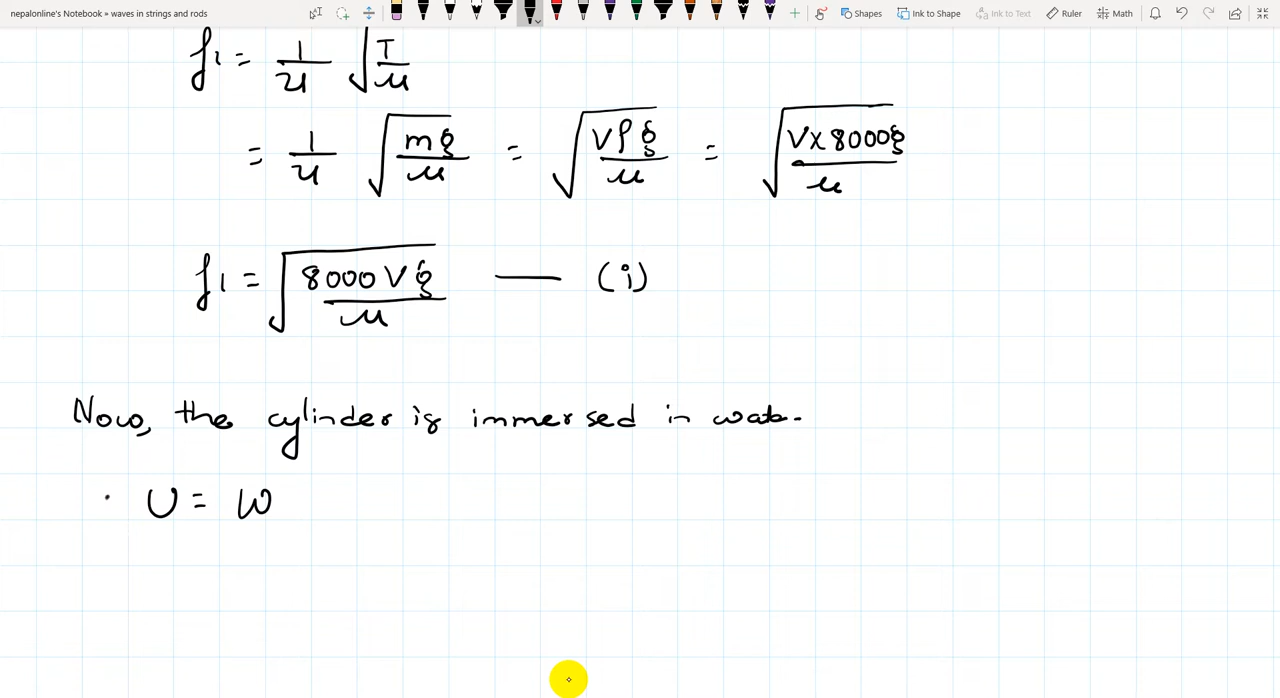 nepalonline's Notebook » waves in strings and rods
Shapes Ink to Shape Ink to Text Ruler Math
f1 = 1/2l √(T/μ)
= 1/2l √(mg/μ) = √(Vρg/μ) = √(V×8000g/μ)
f1 = √(8000Vg/μ) — (i)
Now, the cylinder is immersed in
U = W